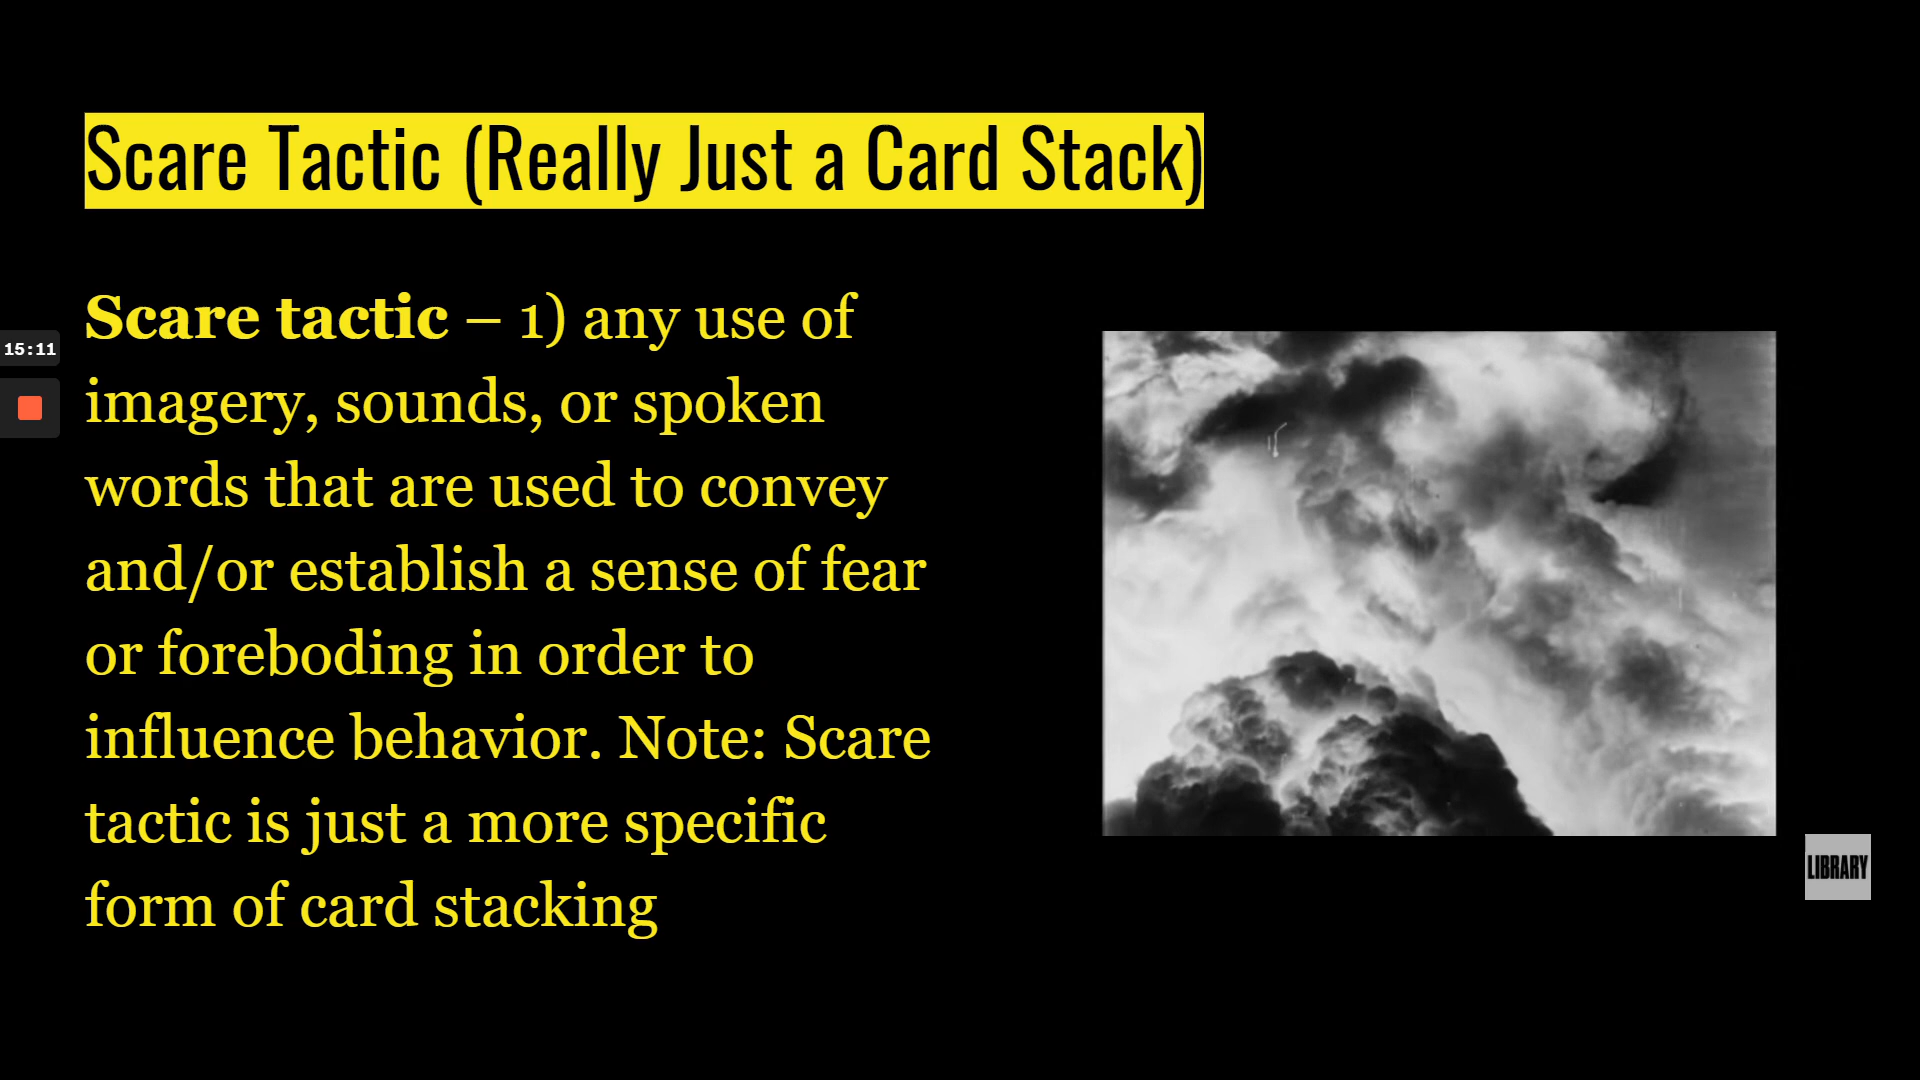 Scare Tactic (Really Just a Card Stack)
Scare tactic – 1) any use of
imagery, sounds, or spoken
words that are used to convey
and/or establish a sense of fear
or foreboding in order to
influence behavior. Note: Scare
tactic is just a more specific
form of card stacking
15:11
LIBRARY